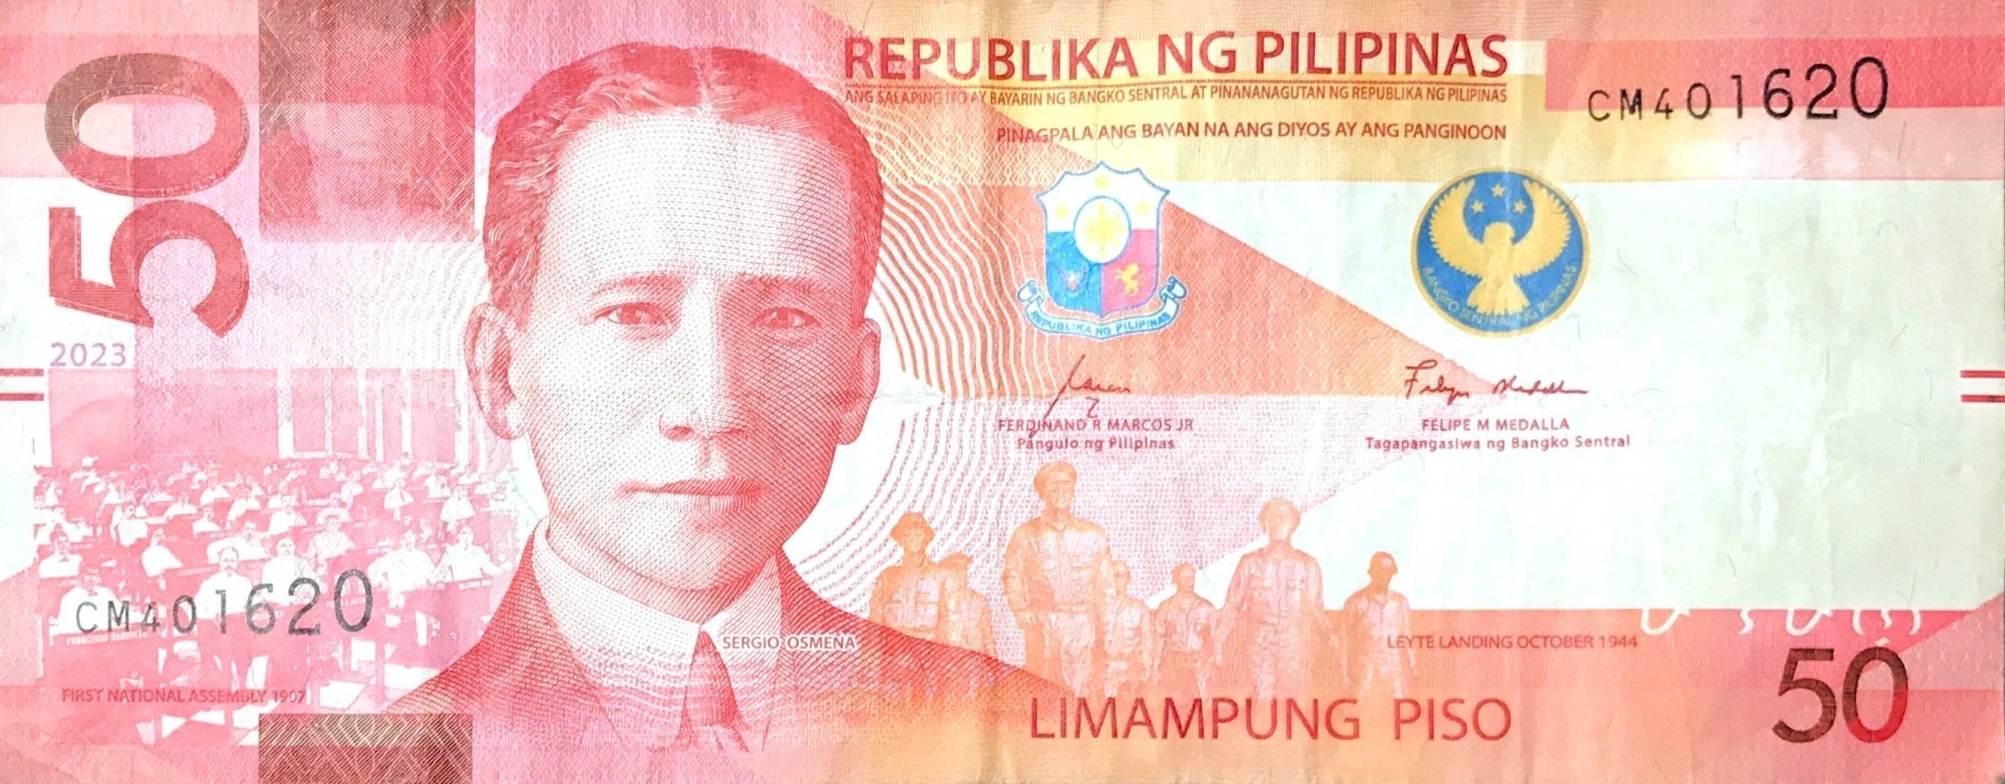 50
2023
CM401620
FIRST NATIONAL ASSEMBLY 1907
SERGIO OSMEÑA
REPUBLIKA NG PILIPINAS
ANG SALAPING ITO AY BAYARIN NG BANGKO SENTRAL AT PINANANAGUTAN NG REPUBLIKA NG PILIPINAS
PINAGPALA ANG BAYAN NA ANG DIYOS AY ANG PANGINOON
CM401620
REPUBLIKA NG PILIPINAS
BANGKO SENTRAL NG PILIPINAS
FERDINAND R MARCOS JR
Pangulo ng Pilipinas
FELIPE M MEDALLA
Tagapangasiwa ng Bangko Sentral
LEYTE LANDING OCTOBER 1944
LIMAMPUNG PISO
50